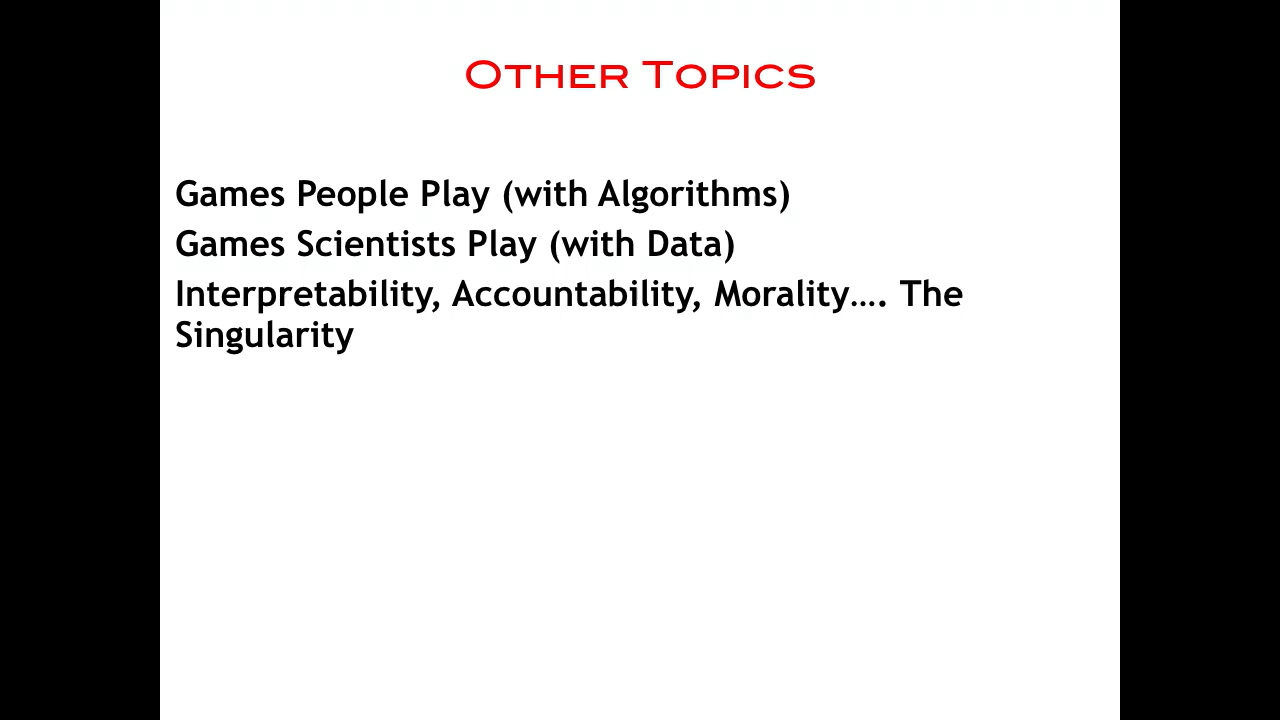 Other Topics
Games People Play (with Algorithms)
Games Scientists Play (with Data)
Interpretability, Accountability, Morality.... The
Singularity